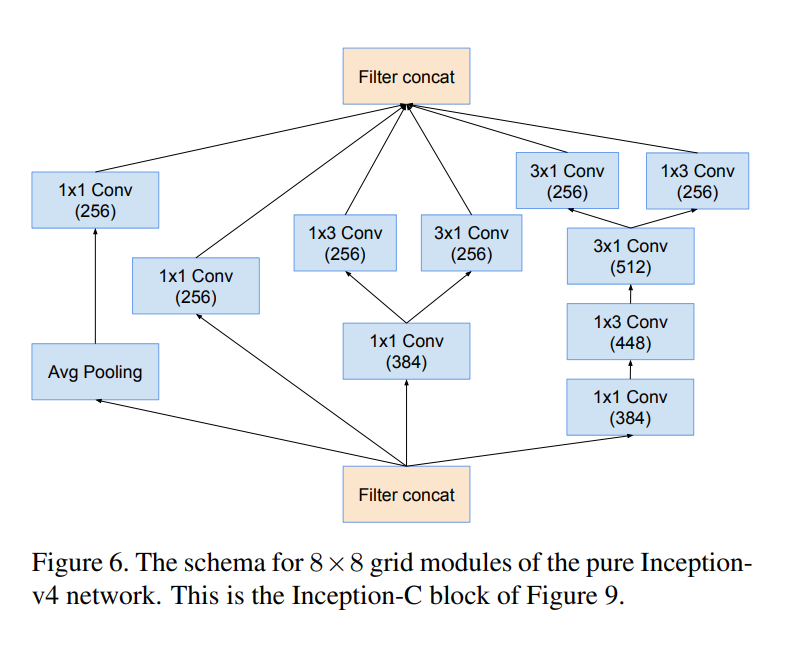 Filter concat
3x1 Conv
(256)
1x3 Conv
(256)
1x1 Conv
(256)
1x3 Conv
(256)
3x1 Conv
(256)
3x1 Conv
(512)
1x1 Conv
(256)
1x3 Conv
(448)
1x1 Conv
(384)
Avg Pooling
1x1 Conv
(384)
Filter concat
Figure 6. The schema for 8 × 8 grid modules of the pure Inception-
v4 network. This is the Inception-C block of Figure 9.